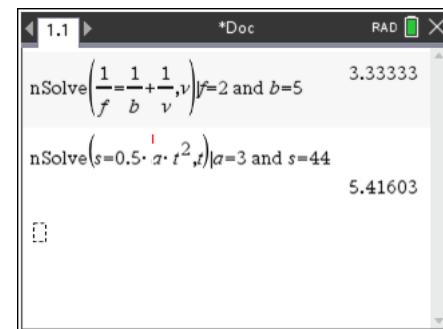 1.1 *Doc RAD
nSolve(1/f=1/b+1/v,v)|f=2 and b=5 3.33333
nSolve(s=0.5·a·t²,t)|a=3 and s=44
5.41603